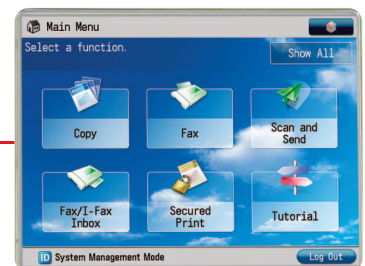 Main Menu
Select a function.
Show All
Copy
Fax
Scan and
Send
Fax/I-Fax
Inbox
Secured
Print
Tutorial
ID System Management Mode
Log Out